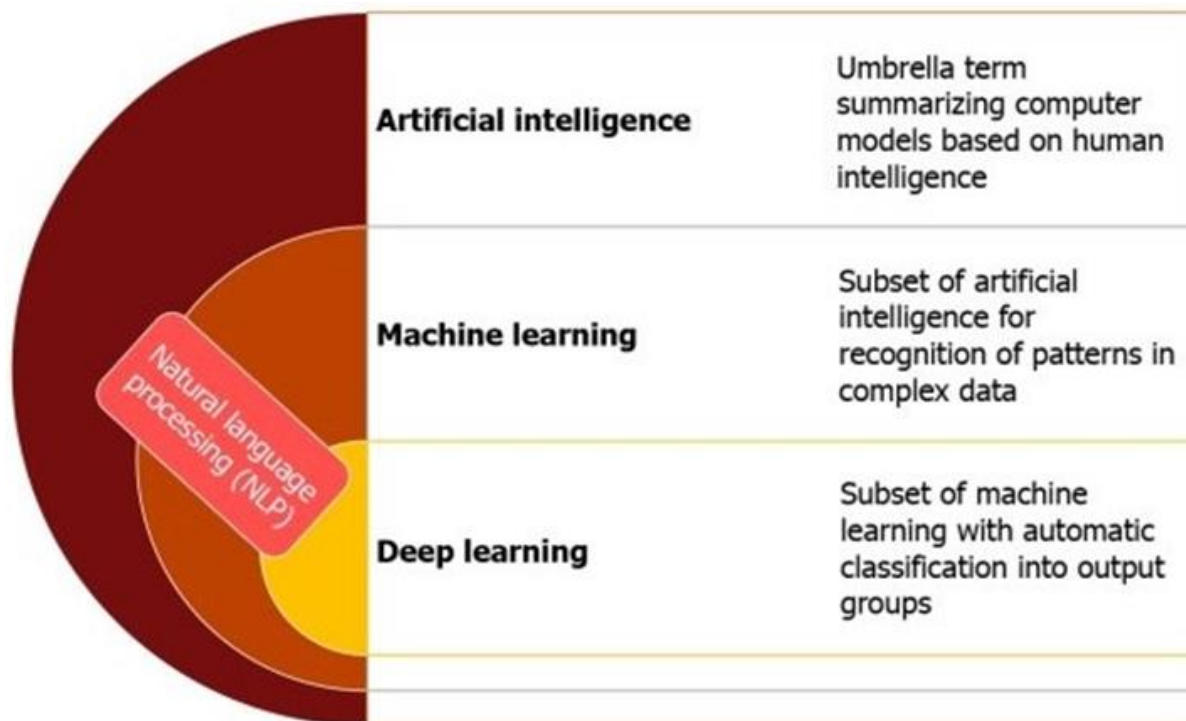 Artificial intelligence
Umbrella term
summarizing computer
models based on human
intelligence
Machine learning
Subset of artificial
intelligence for
recognition of patterns in
complex data
Natural language
processing (NLP)
Deep learning
Subset of machine
learning with automatic
classification into output
groups